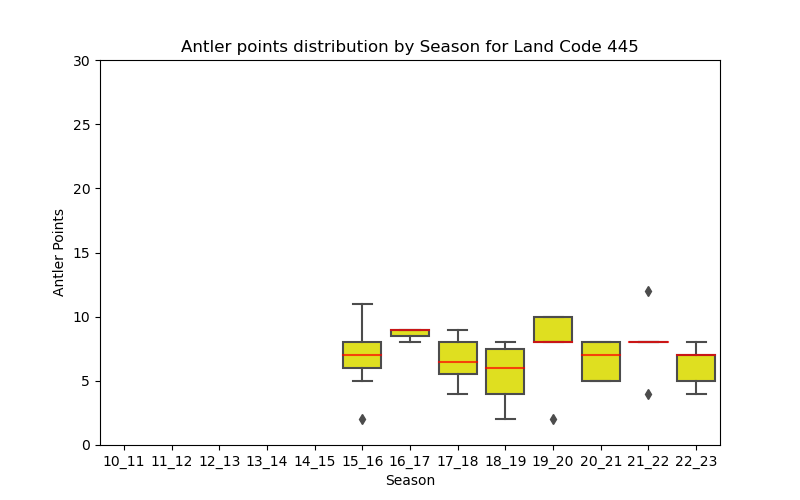 Antler points distribution by Season for Land Code 445
30
25
20
15
10
5
0
Antler Points
10_11 11_12 12_13 13_14 14_15 15_16 16_17 17_18 18_19 19_20 20_21 21_22 22_23
Season